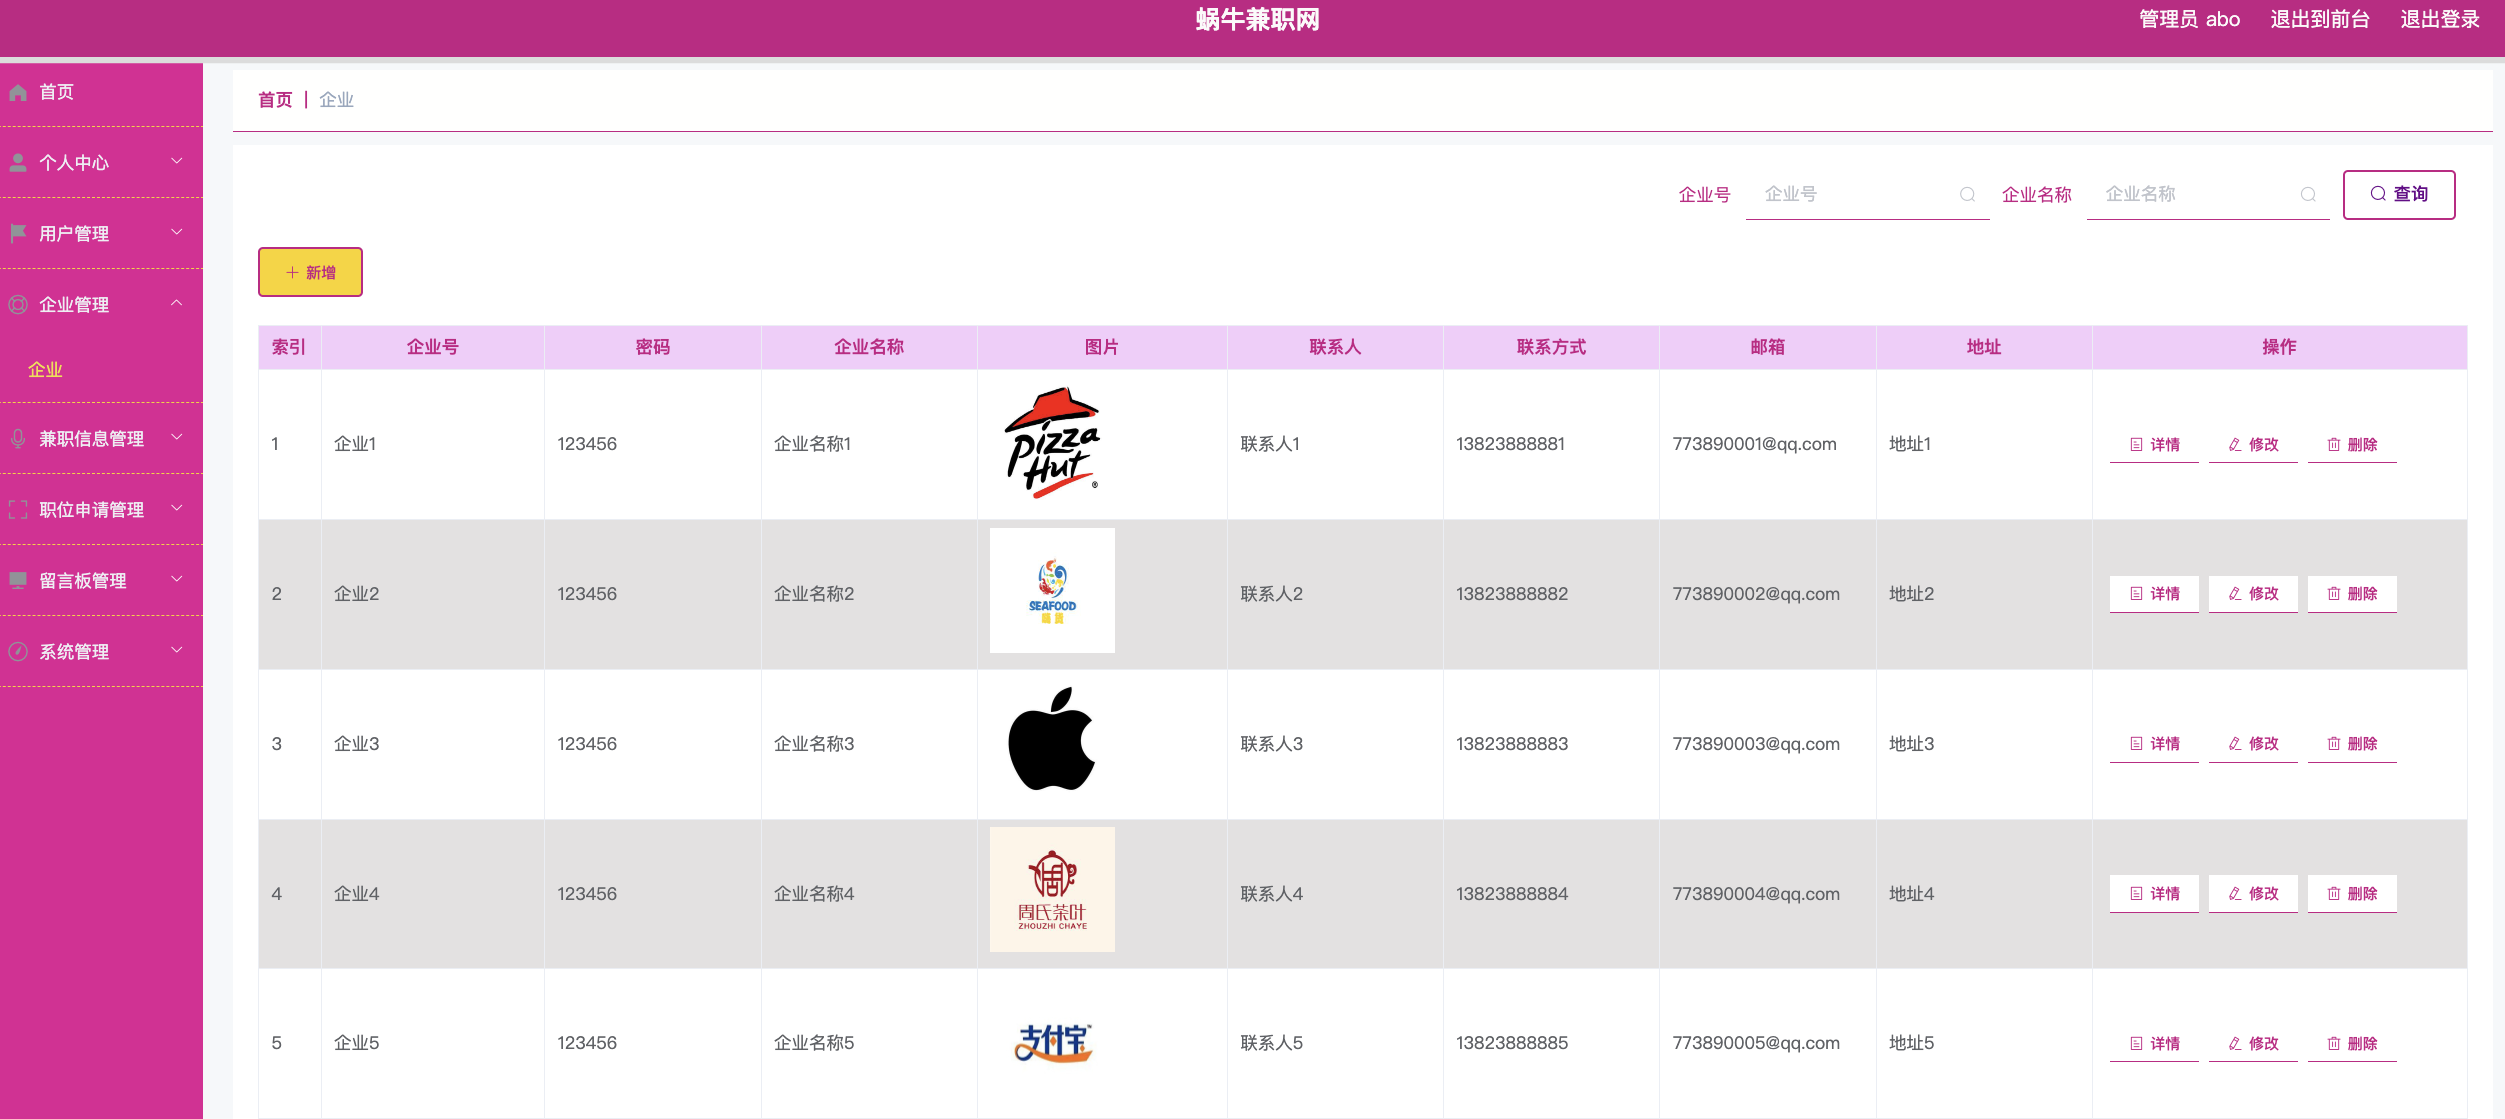 蜗牛兼职网
管理员 abo 退出到前台 退出登录
首页
个人中心
用户管理
企业管理
企业
兼职信息管理
职位申请管理
留言板管理
系统管理
首页 | 企业
企业号 企业号 企业名称 企业名称 查询
新增
索引 企业号 密码 企业名称 图片 联系人 联系方式 邮箱 地址 操作
Pizza
Hut
®
1 企业1 123456 企业名称1 联系人1 13823888881 773890001@qq.com 地址1 详情 修改 删除
SEAFOOD
2 企业2 123456 企业名称2 联系人2 13823888882 773890002@qq.com 地址2 详情 修改 删除
3 企业3 123456 企业名称3 联系人3 13823888883 773890003@qq.com 地址3 详情 修改 删除
周氏茶叶
ZHOUZHI CHAYE
4 企业4 123456 企业名称4 联系人4 13823888884 773890004@qq.com 地址4 详情 修改 删除
支付宝
5 企业5 123456 企业名称5 联系人5 13823888885 773890005@qq.com 地址5 详情 修改 删除